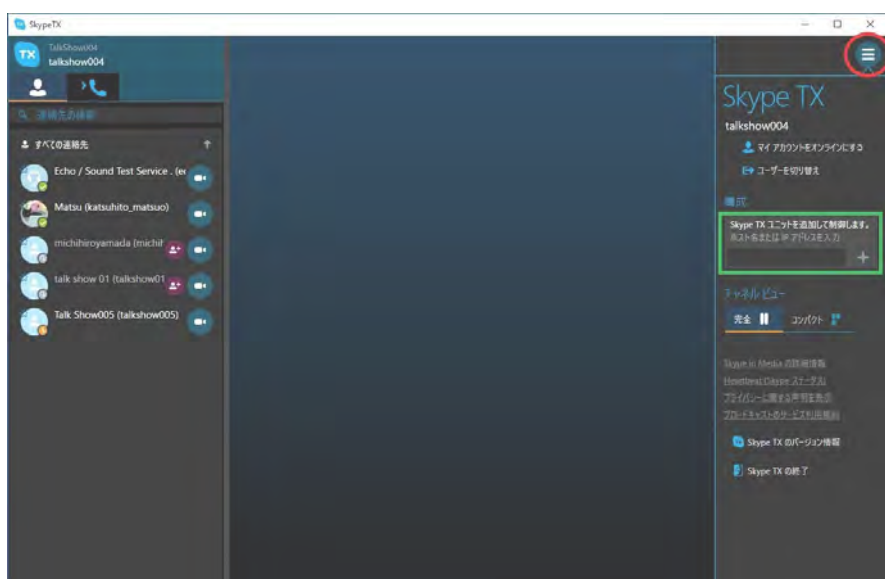 SkypeTX
TalkShow004
talkshow004
連絡先の検索
すべての連絡先
Echo / Sound Test Service . (ec
Matsu (katsuhito_matsuo)
michihiroyamada (michif
talk show 01 (talkshow01
Talk Show005 (talkshow005)
Skype TX
talkshow004
マイ アカウントをオンラインにする
ユーザーを切り替え
構成
Skype TX ユニットを追加して制御します。
ホスト名または IP アドレスを入力
チャネル ビュー
完全
コンパクト
Skype in Media の詳細情報
Heartbeat (Skype ステータス)
プライバシーに関する声明を表示
ブロードキャストのサービス利用規約
Skype TX のバージョン情報
Skype TX の終了